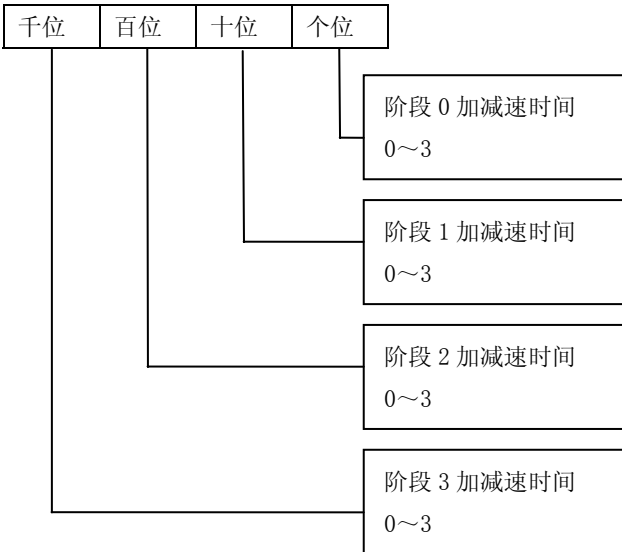 千位 百位 十位 个位
阶段 0 加减速时间
0～3
阶段 1 加减速时间
0～3
阶段 2 加减速时间
0～3
阶段 3 加减速时间
0～3